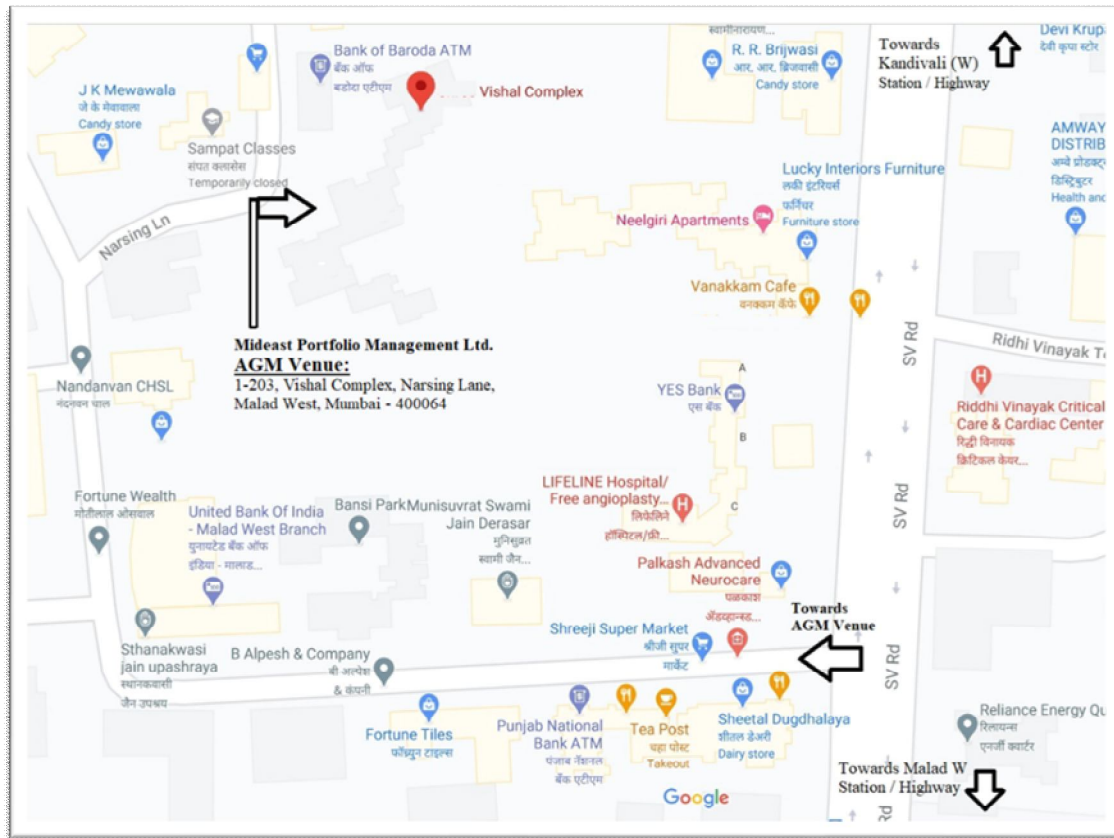 स्वामीनारायण...
Bank of Baroda ATM
बैंक ऑफ
बडोदा एटीएम
Vishal Complex
R. R. Brijwasi
आर. आर. ब्रिजवासी
Candy store
Towards
Kandivali (W)
Station / Highway
Devi Krup
देवी कृपा स्टोर
J K Mewawala
जे के मेवावाला
Candy store
Sampat Classes
संपत क्लासेस
Temporarily closed
AMWAY
DISTRIB
अम्वे प्रोडक्ट्
डिस्ट्रिबुटर
Health and
Lucky Interiors Furniture
लकी इंटरियर्स
फर्निचर
Furniture store
Narsing Ln
Neelgiri Apartments
Vanakkam Cafe
वनक्कम कॅफे
SV Rd
Ridhi Vinayak T
Mideast Portfolio Management Ltd.
AGM Venue:
1-203, Vishal Complex, Narsing Lane,
Malad West, Mumbai - 400064
Nandanvan CHSL
नंदनवन चाल
A
YES Bank
एस बँक
B
C
Riddhi Vinayak Critical
Care & Cardiac Center
रिद्धी विनायक
क्रिटिकल केयर...
Fortune Wealth
मोतीलाल ओसवाल
United Bank Of India
- Malad West Branch
युनायटेड बँक ऑफ
इंडिया - मालाड...
Bansi Park
Munisuvrat Swami
Jain Derasar
मुनिसुव्रत
स्वामी जैन...
LIFELINE Hospital/
Free angioplasty...
लिफेलिने
हॉस्पिटल/फ्री...
SV Rd
Palkash Advanced
Neurocare
पळकाश
अ‍ॅडव्हान्स्ड...
Towards
AGM Venue
Sthanakwasi
jain upashraya
स्थानकवासी
जैन उपश्रय
B Alpesh & Company
बी अल्पेश
& कंपनी
Shreeji Super Market
श्रीजी सुपर
मार्केट
SV Rd
Fortune Tiles
फॉर्च्युन टाइल्स
Punjab National
Bank ATM
पंजाब नॅशनल
बँक एटीएम
Tea Post
चहा पोस्ट
Takeout
Sheetal Dugdhalaya
शीतल डेअरी
Dairy store
Reliance Energy Qu
रिलायन्स
एनर्जी क्वार्टर
Towards Malad W
Station / Highway
Google